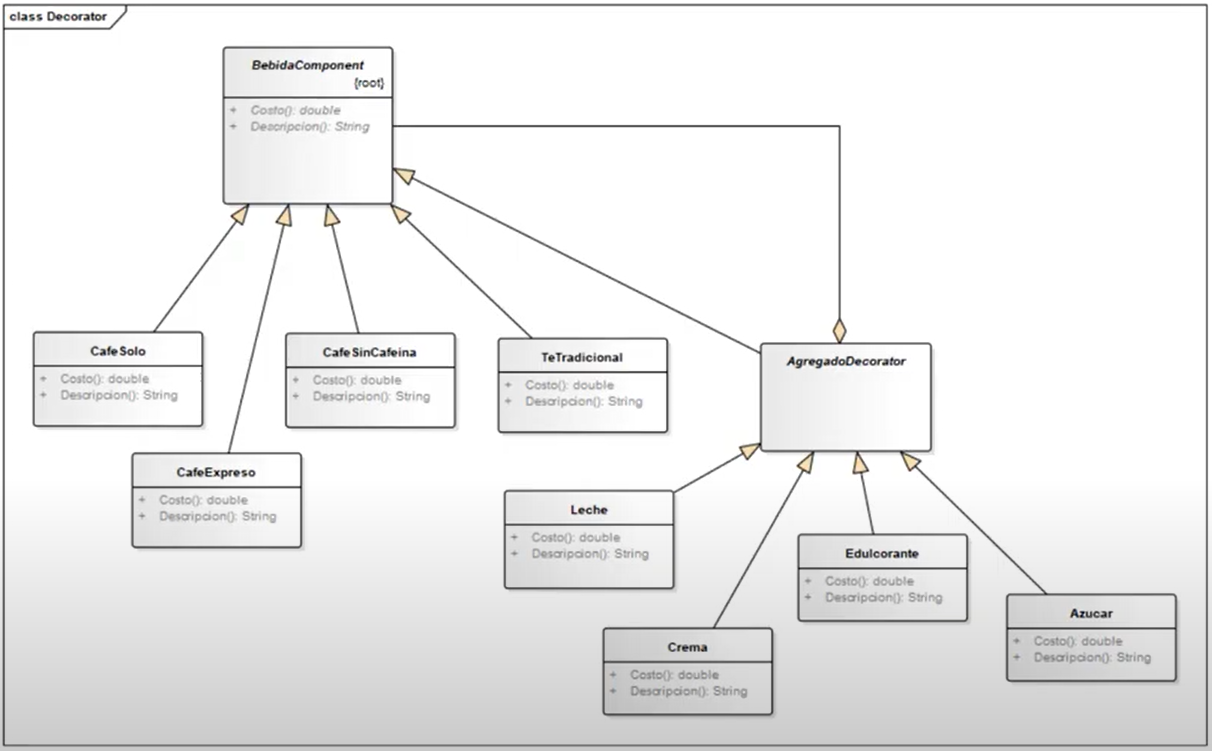 class Decorator
BebidaComponent
{root}
+ Costo(): double
+ Descripcion(): String
CafeSolo
+ Costo(): double
+ Descripcion(): String
CafeSinCafeina
+ Costo(): double
+ Descripcion(): String
TeTradicional
+ Costo(): double
+ Descripcion(): String
AgregadoDecorator
CafeExpreso
+ Costo(): double
+ Descripcion(): String
Leche
+ Costo(): double
+ Descripcion(): String
Edulcorante
+ Costo(): double
+ Descripcion(): String
Azucar
+ Costo(): double
+ Descripcion(): String
Crema
+ Costo(): double
+ Descripcion(): String